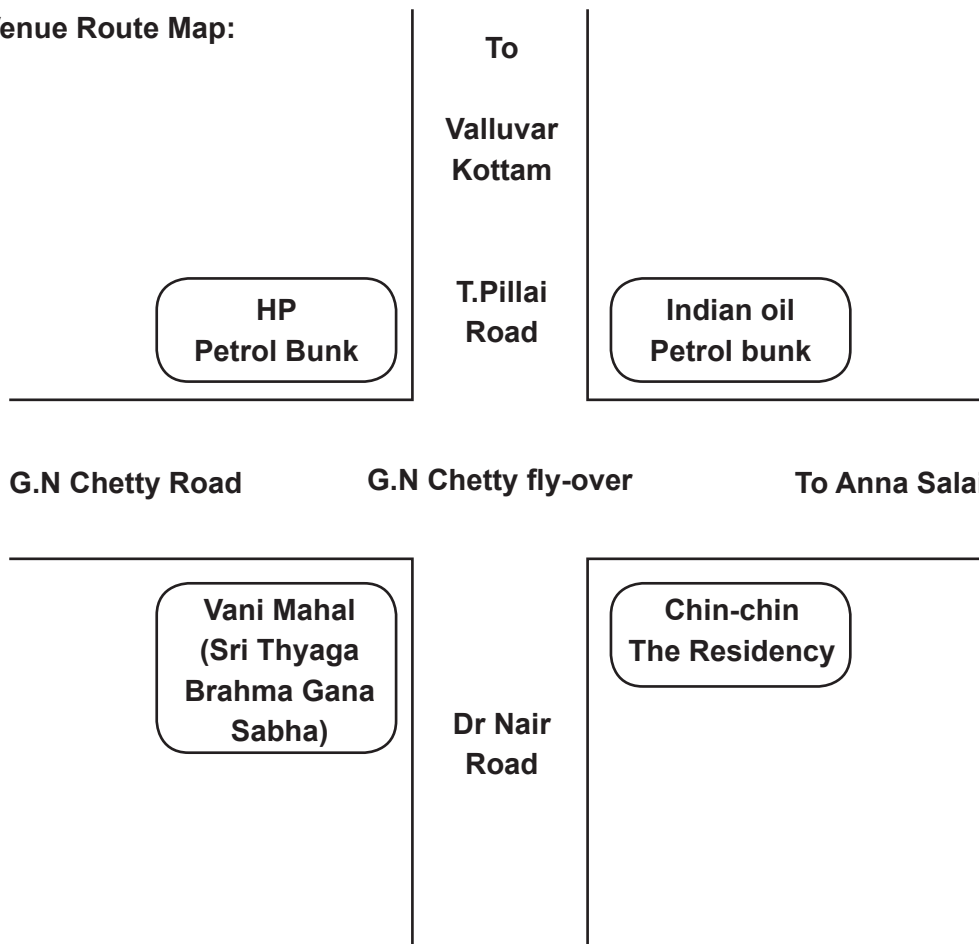 enue Route Map:
To
Valluvar
Kottam
T.Pillai
Road
HP
Petrol Bunk
Indian oil
Petrol bunk
G.N Chetty Road
G.N Chetty fly-over
To Anna Salai
Vani Mahal
(Sri Thyaga
Brahma Gana
Sabha)
Chin-chin
The Residency
Dr Nair
Road